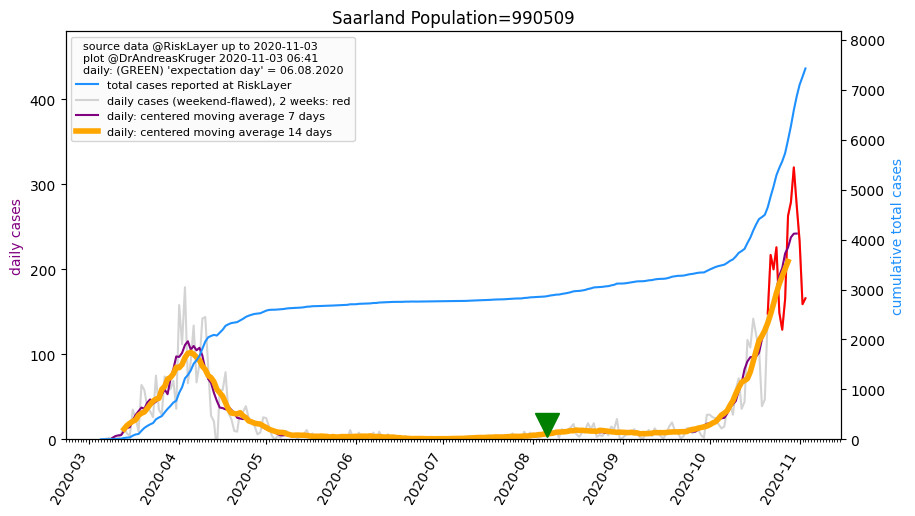 Saarland Population=990509
source data @RiskLayer up to 2020-11-03
plot @DrAndreasKruger 2020-11-03 06:41
daily: (GREEN) 'expectation day' = 06.08.2020
total cases reported at RiskLayer
daily cases (weekend-flawed), 2 weeks: red
daily: centered moving average 7 days
daily: centered moving average 14 days
daily cases
400
300
200
100
0
8000
7000
6000
5000
4000
3000
2000
1000
0
cumulative total cases
2020-03
2020-04
2020-05
2020-06
2020-07
2020-08
2020-09
2020-10
2020-11